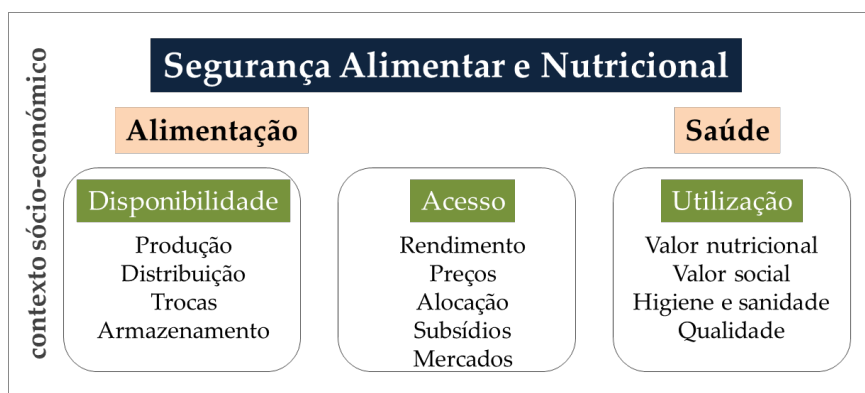 contexto sócio-económico
Segurança Alimentar e Nutricional
Alimentação
Saúde
Disponibilidade
Produção
Distribuição
Trocas
Armazenamento
Acesso
Rendimento
Preços
Alocação
Subsídios
Mercados
Utilização
Valor nutricional
Valor social
Higiene e sanidade
Qualidade